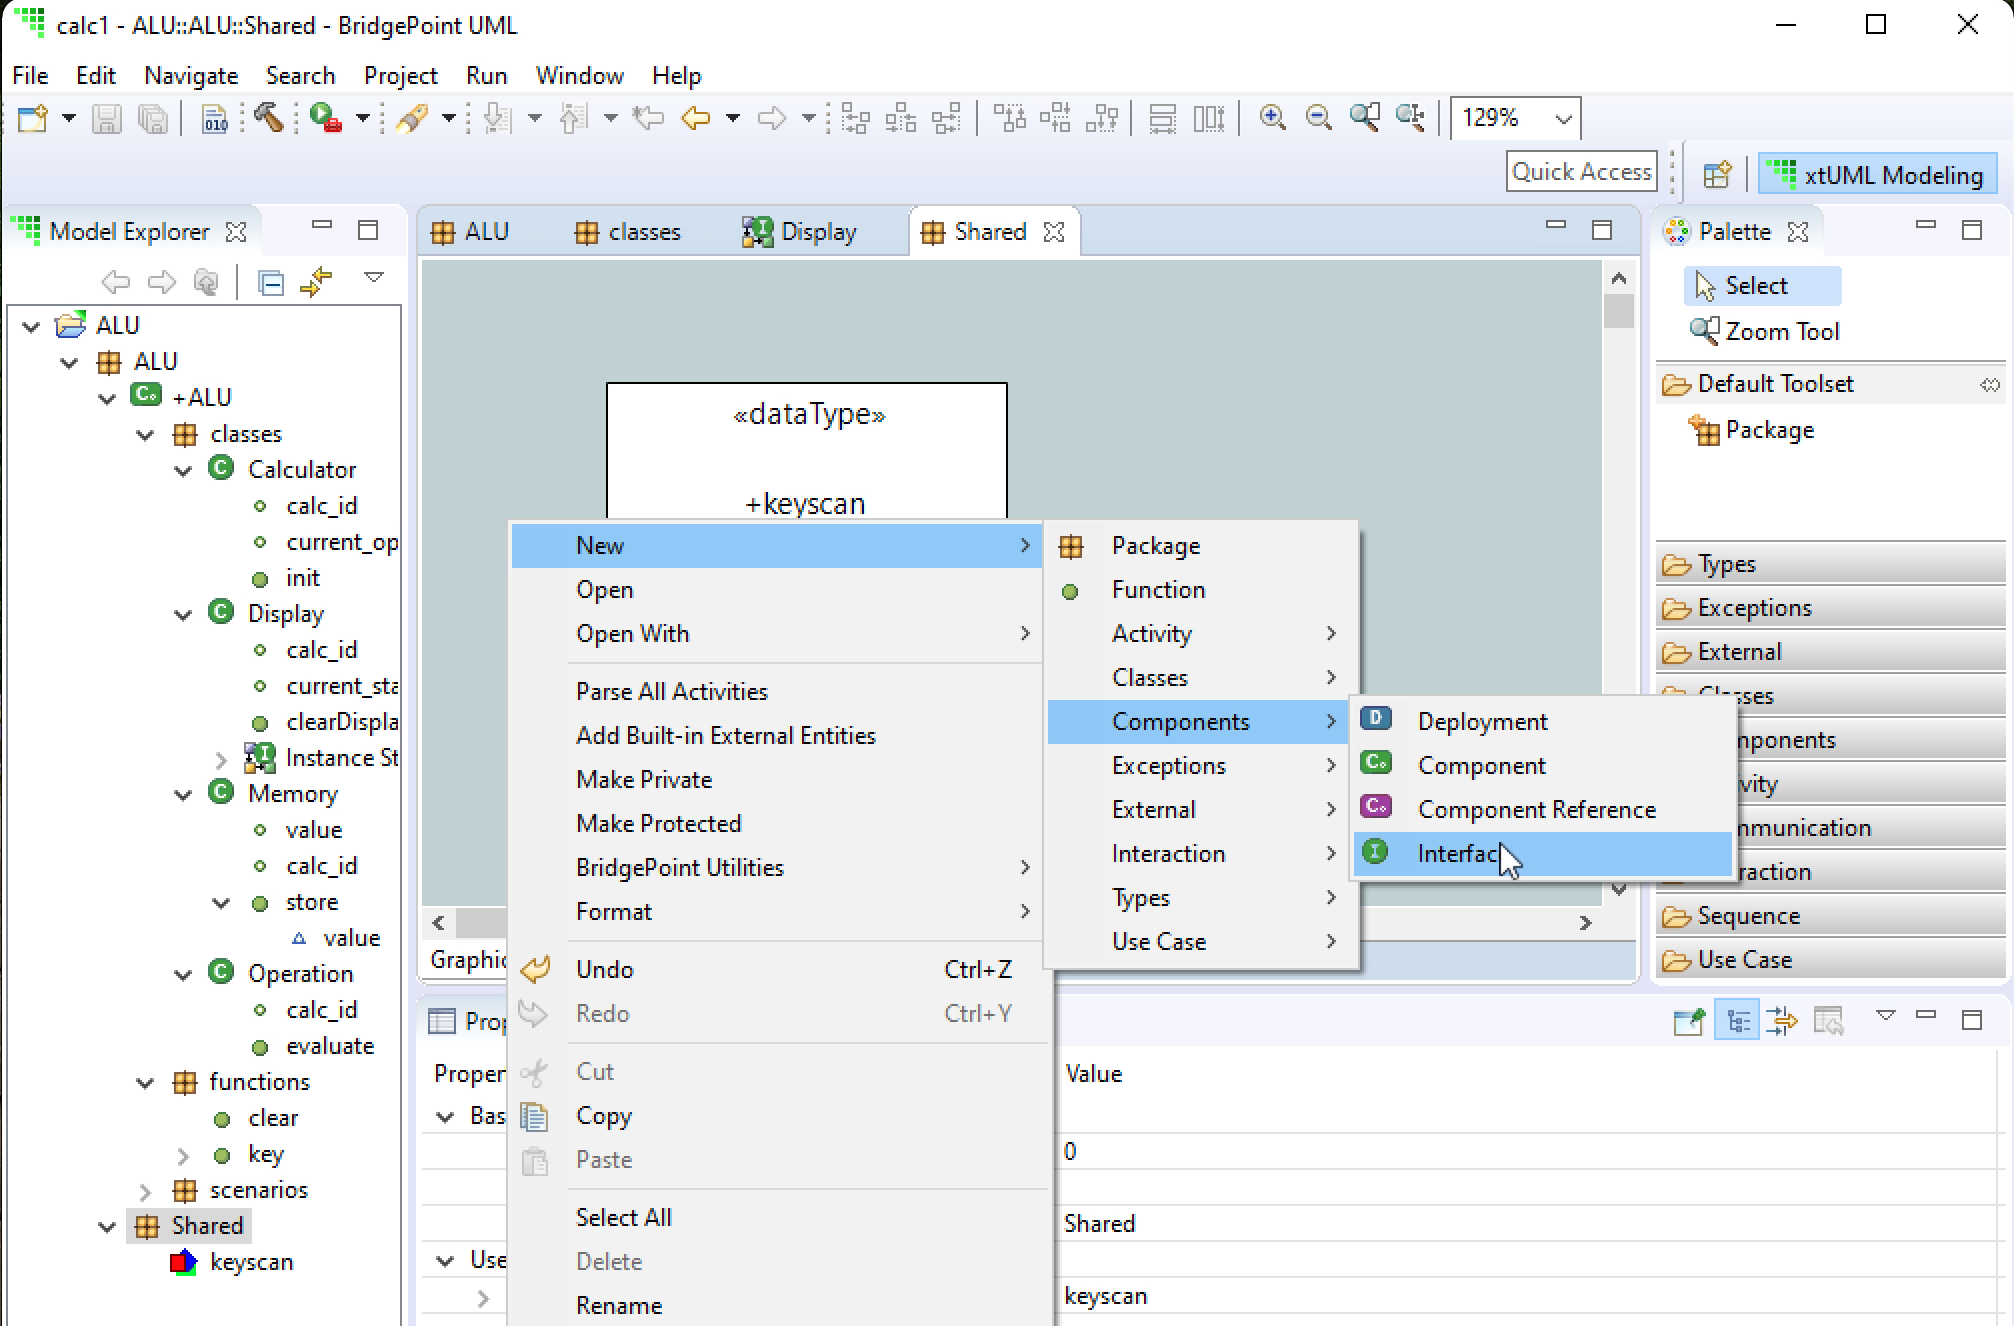 calc1 - ALU::ALU::Shared - BridgePoint UML
File Edit Navigate Search Project Run Window Help
010
129%
Quick Access
xtUML Modeling
Model Explorer
ALU
ALU
+ALU
classes
Calculator
calc_id
current_op
init
Display
calc_id
current_sta
clearDispla
Instance St
Memory
value
calc_id
store
value
Operation
calc_id
evaluate
functions
clear
key
scenarios
Shared
keyscan
ALU classes Display Shared
«dataType»
+keyscan
New
Open
Open With
Parse All Activities
Add Built-in External Entities
Make Private
Make Protected
BridgePoint Utilities
Format
Undo Ctrl+Z
Redo Ctrl+Y
Cut
Copy
Paste
Select All
Delete
Rename
Package
Function
Activity
Classes
Components
Exceptions
External
Interaction
Types
Use Case
Deployment
Component
Component Reference
Interfac
Palette
Select
Zoom Tool
Default Toolset
Package
Types
Exceptions
External
Classes
mponents
vity
mmunication
raction
Sequence
Use Case
Graphic
Prop
Proper Value
Bas
0
Shared
Use
keyscan